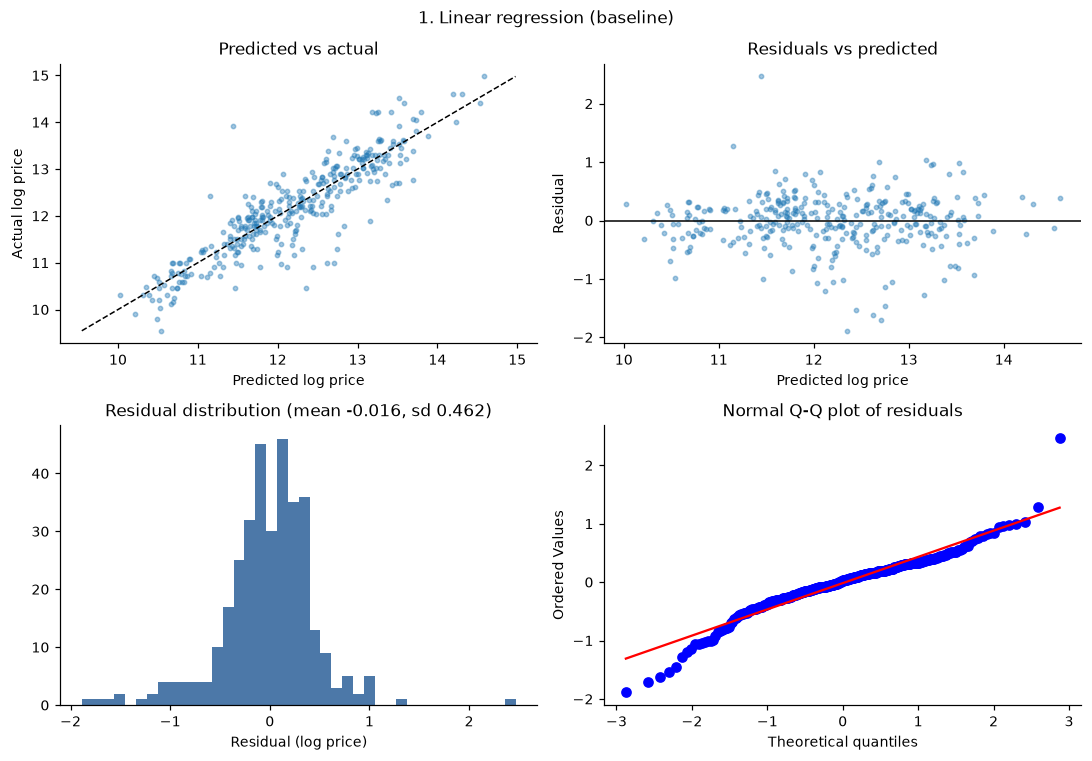 1. Linear regression (baseline)
Predicted vs actual
Actual log price
15
14
13
12
11
10
10 11 12 13 14 15
Predicted log price
Residuals vs predicted
Residual
2
1
0
−1
−2
10 11 12 13 14
Predicted log price
Residual distribution (mean -0.016, sd 0.462)
40
30
20
10
0
−2 −1 0 1 2
Residual (log price)
Normal Q-Q plot of residuals
Ordered Values
2
1
0
−1
−2
−3 −2 −1 0 1 2 3
Theoretical quantiles